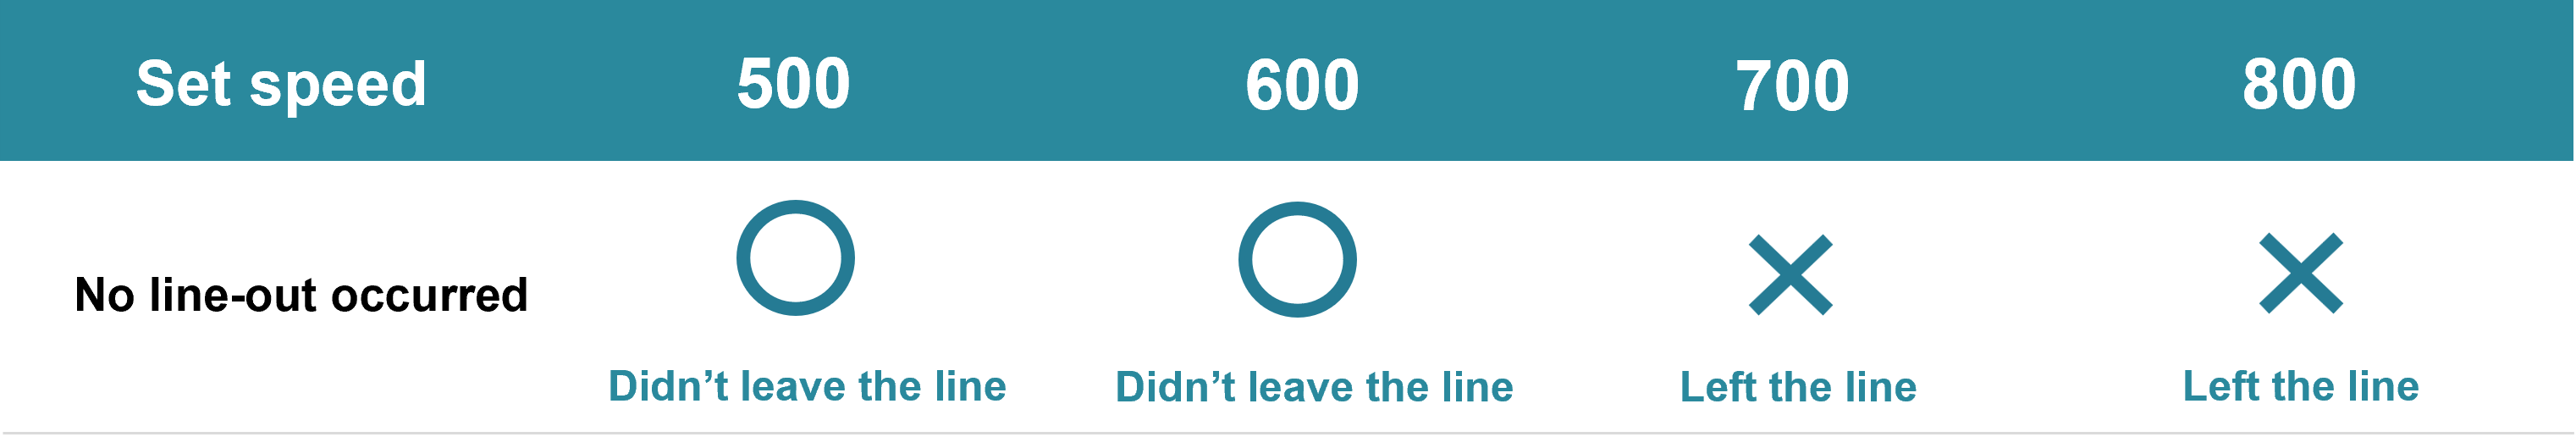 Set speed 500 600 700 800
No line-out occurred
Didn’t leave the line Didn’t leave the line Left the line Left the line